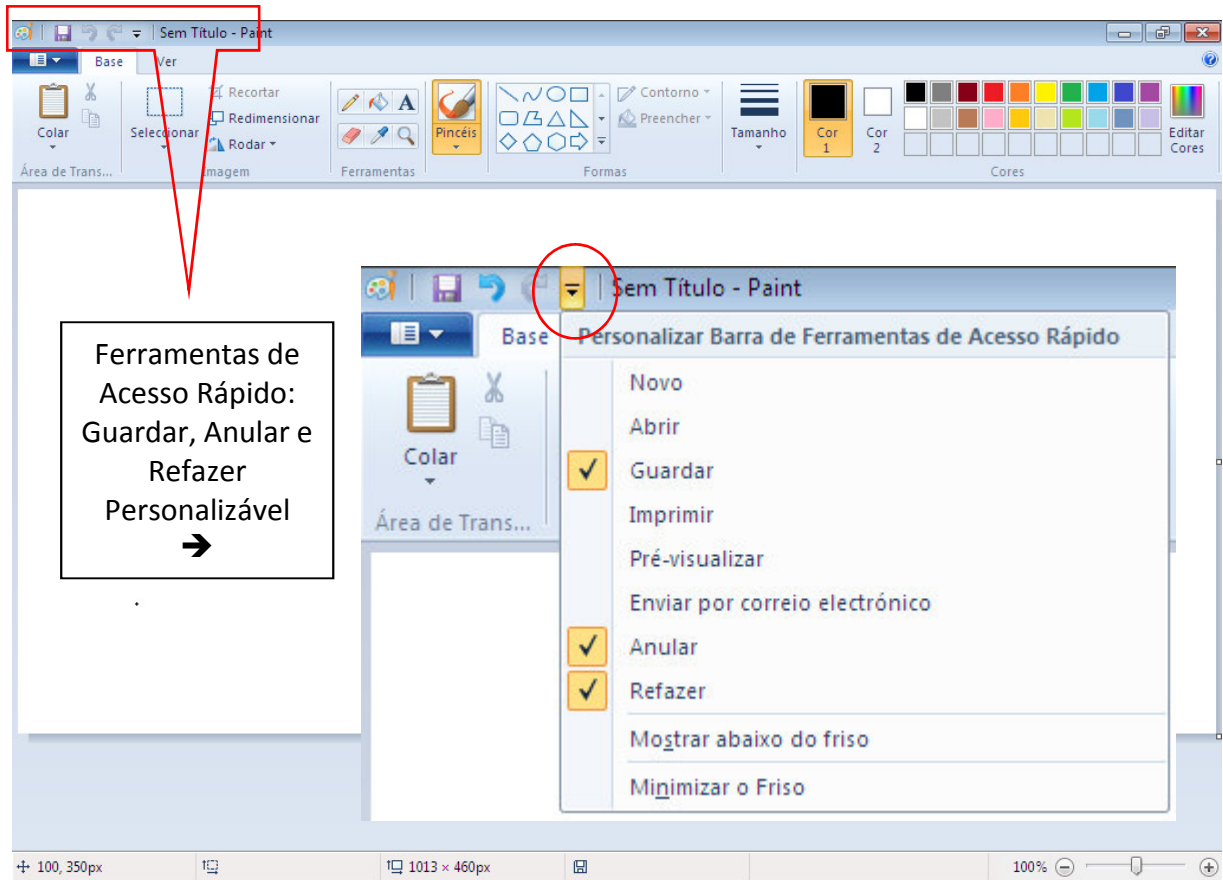 Sem Título - Paint
Base Ver
Colar
Seleccionar
Recortar
Redimensionar
Rodar
Pincéis
Contorno
Preencher
Tamanho
Cor 1
Cor 2
Editar Cores
Área de Trans...
Imagem
Ferramentas
Formas
Cores
Ferramentas de
Acesso Rápido:
Guardar, Anular e
Refazer
Personalizável
➔
.
Sem Título - Paint
Base
Personalizar Barra de Ferramentas de Acesso Rápido
Colar
Área de Trans...
Novo
Abrir
Guardar
Imprimir
Pré-visualizar
Enviar por correio electrónico
Anular
Refazer
Mostrar abaixo do friso
Minimizar o Friso
100, 350px
1013 × 460px
100%